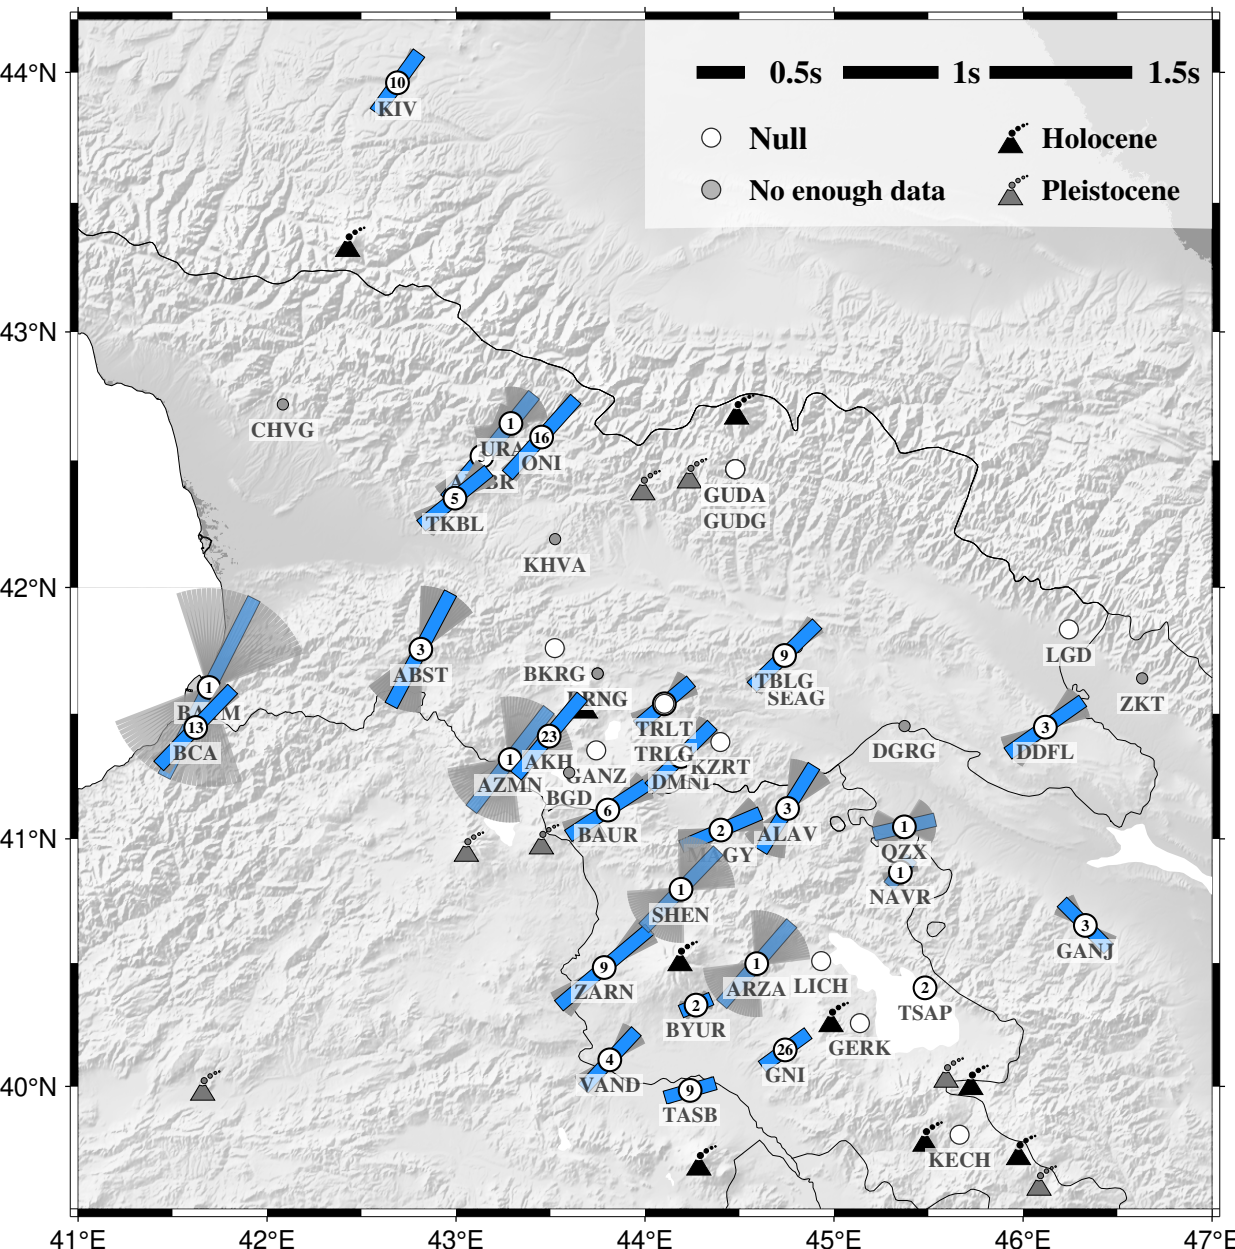 44°N
43°N
42°N
41°N
40°N
0.5s
1s
1.5s
Null
Holocene
No enough data
Pleistocene
10
KIV
CHVG
1
URA
16
ONI
5
TKBL
GUDA
GUDG
KHVA
LGD
ZKT
3
ABST
BKRG
9
TBLG
SEAG
1
13
BCA
TRLT
TRLG
KZRT
DGRG
3
DDFL
23
AKH
1
AZMN
GANZ
BGD
DMNI
6
BAUR
2
3
ALAV
1
QZX
1
NAVR
1
SHEN
3
GANJ
9
ZARN
1
ARZA
LICH
2
TSAP
2
BYUR
GERK
26
GNI
4
VAND
9
TASB
KECH
41°E
42°E
43°E
44°E
45°E
46°E
47°E